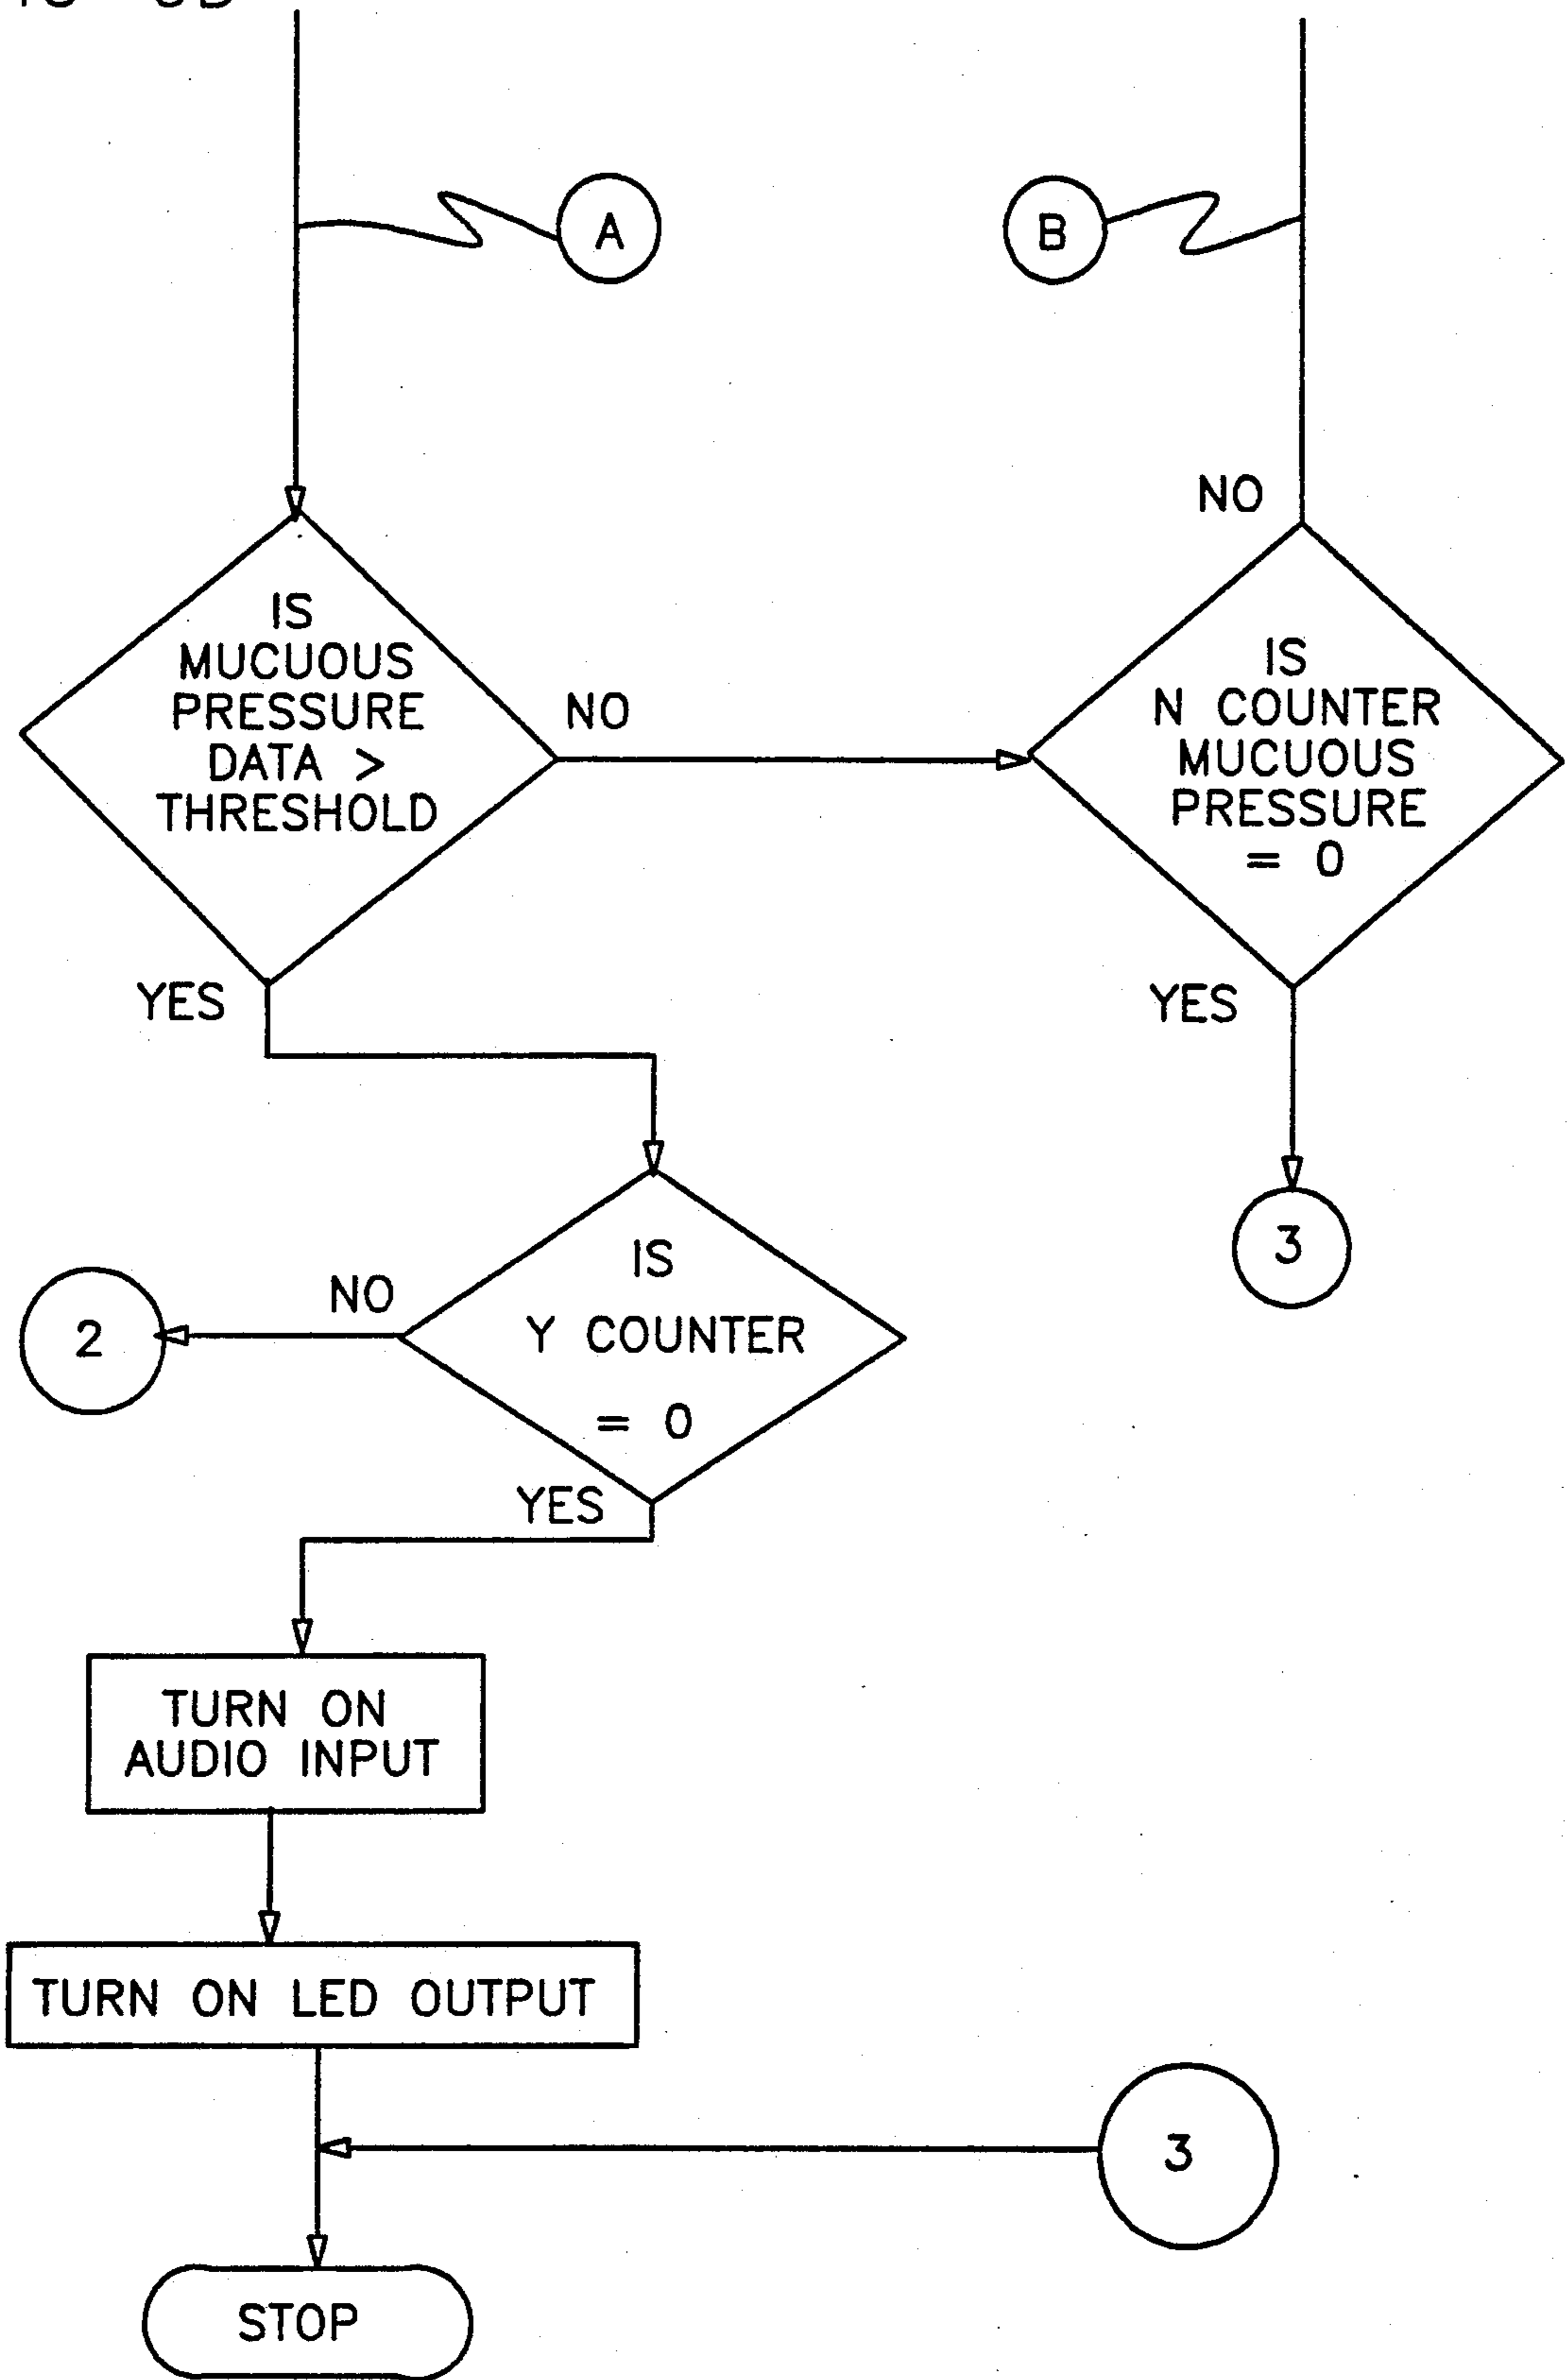 A
B
NO
IS
MUCUOUS
PRESSURE
DATA >
THRESHOLD
NO
IS
N COUNTER
MUCUOUS
PRESSURE
= 0
YES
YES
3
IS
Y COUNTER
= 0
NO
2
YES
TURN ON
AUDIO INPUT
TURN ON LED OUTPUT
3
STOP